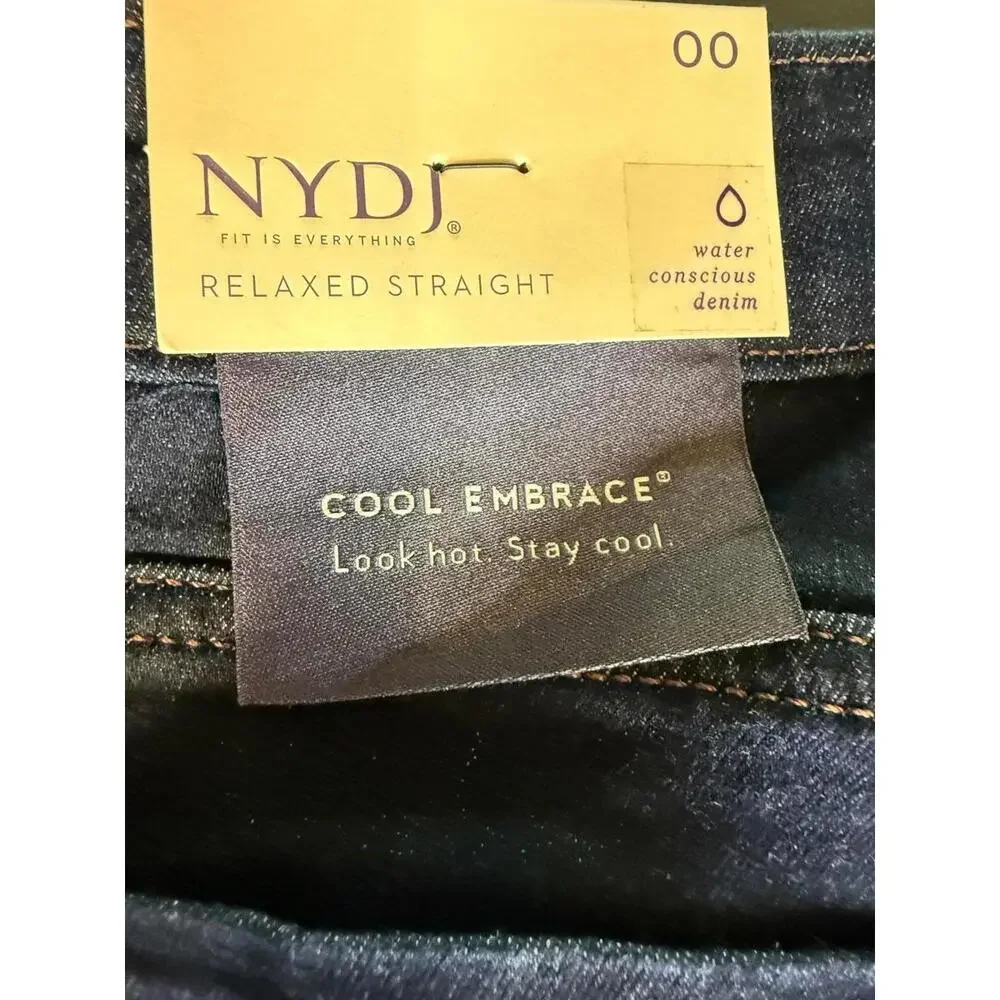 00
NYDJ®
FIT IS EVERYTHING
RELAXED STRAIGHT
water
conscious
denim
COOL EMBRACE®
Look hot. Stay cool.